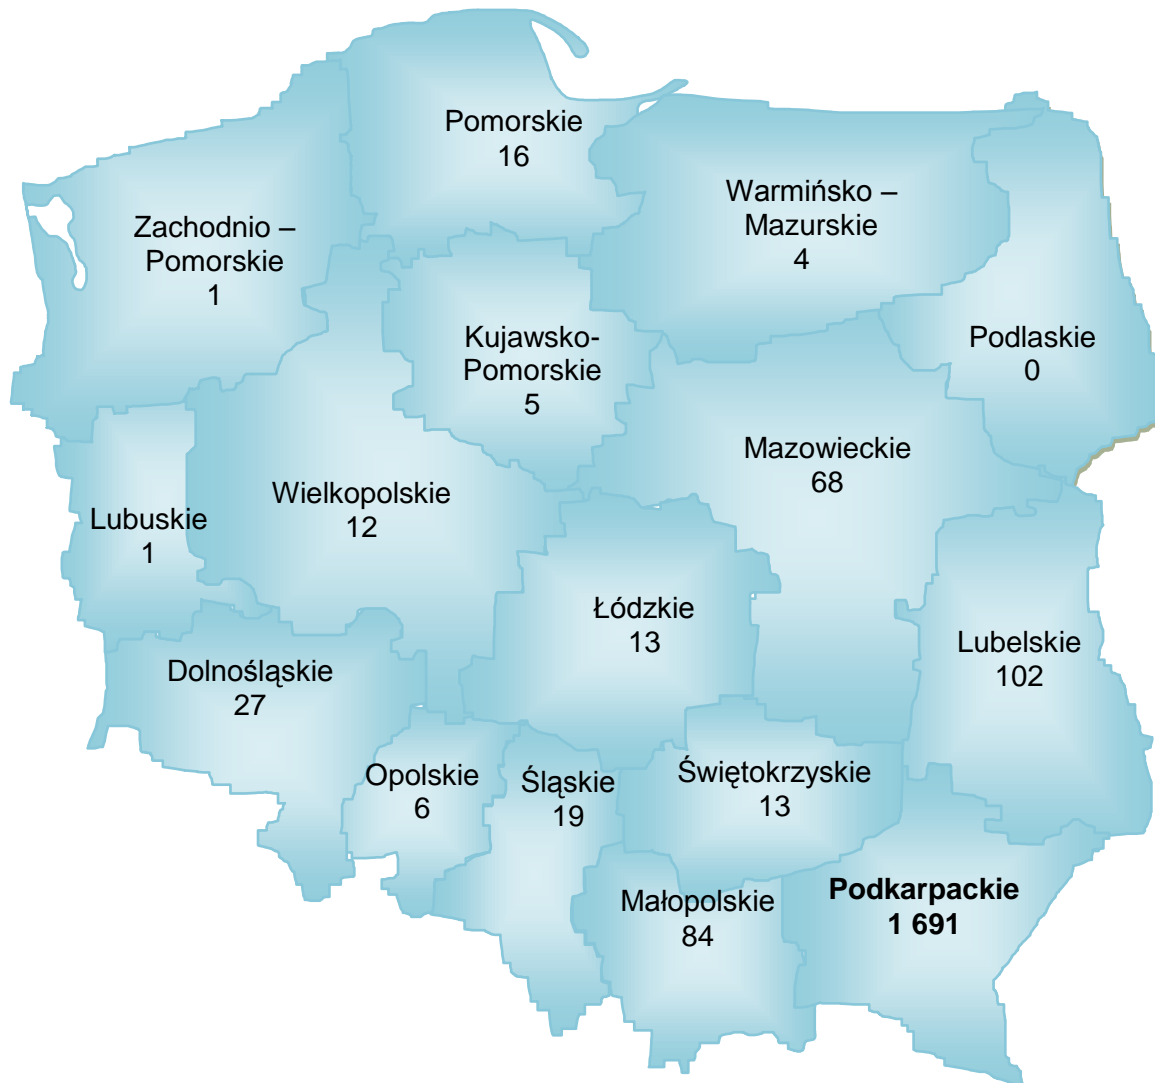 Pomorskie
16
Warmińsko –
Mazurskie
4
Zachodnio –
Pomorskie
1
Kujawsko-
Pomorskie
5
Podlaskie
0
Mazowieckie
68
Wielkopolskie
12
Lubuskie
1
Łódzkie
13
Lubelskie
102
Dolnośląskie
27
Opolskie
6
Śląskie
19
Świętokrzyskie
13
Małopolskie
84
Podkarpackie
1 691